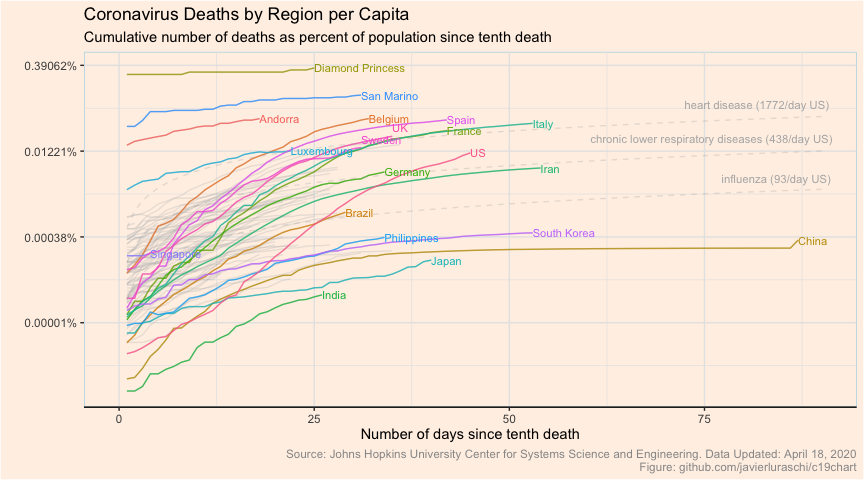 Coronavirus Deaths by Region per Capita
Cumulative number of deaths as percent of population since tenth death
0.39062%
0.01221%
0.00038%
0.00001%
Diamond Princess
San Marino
heart disease (1772/day US)
Andorra
Belgium
Spain
Italy
UK
France
Sweden
chronic lower respiratory diseases (438/day US)
Luxembourg
US
Iran
Germany
influenza (93/day US)
Brazil
South Korea
Philippines
China
Singapore
Japan
India
0
25
50
75
Number of days since tenth death
Source: Johns Hopkins University Center for Systems Science and Engineering. Data Updated: April 18, 2020
Figure: github.com/javierluraschi/c19chart